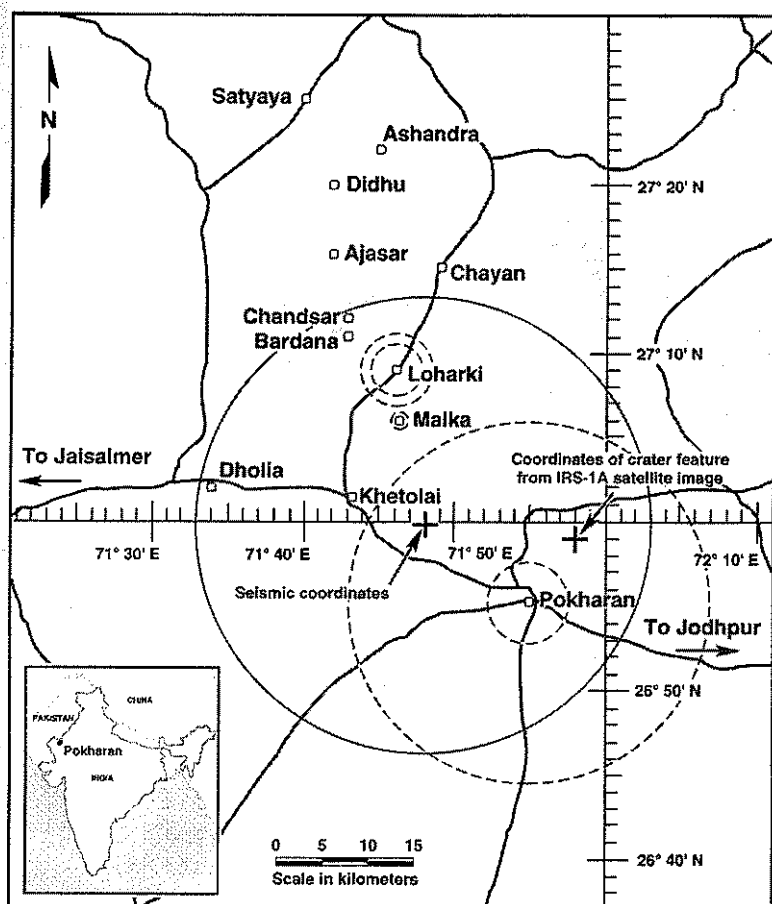 Satyaya
N
Ashandra
Didhu
27° 20' N
Ajasar
Chayan
Chandsar
Bardana
27° 10' N
Loharki
Malka
To Jaisalmer
Dholia
Coordinates of crater feature
from IRS-1A satellite image
Khetolai
71° 30' E
71° 40' E
71° 50' E
72° 10' E
Seismic coordinates
Pokharan
To Jodhpur
26° 50' N
CHINA
PAKISTAN
Pokharan
INDIA
0 5 10 15
Scale in kilometers
26° 40' N